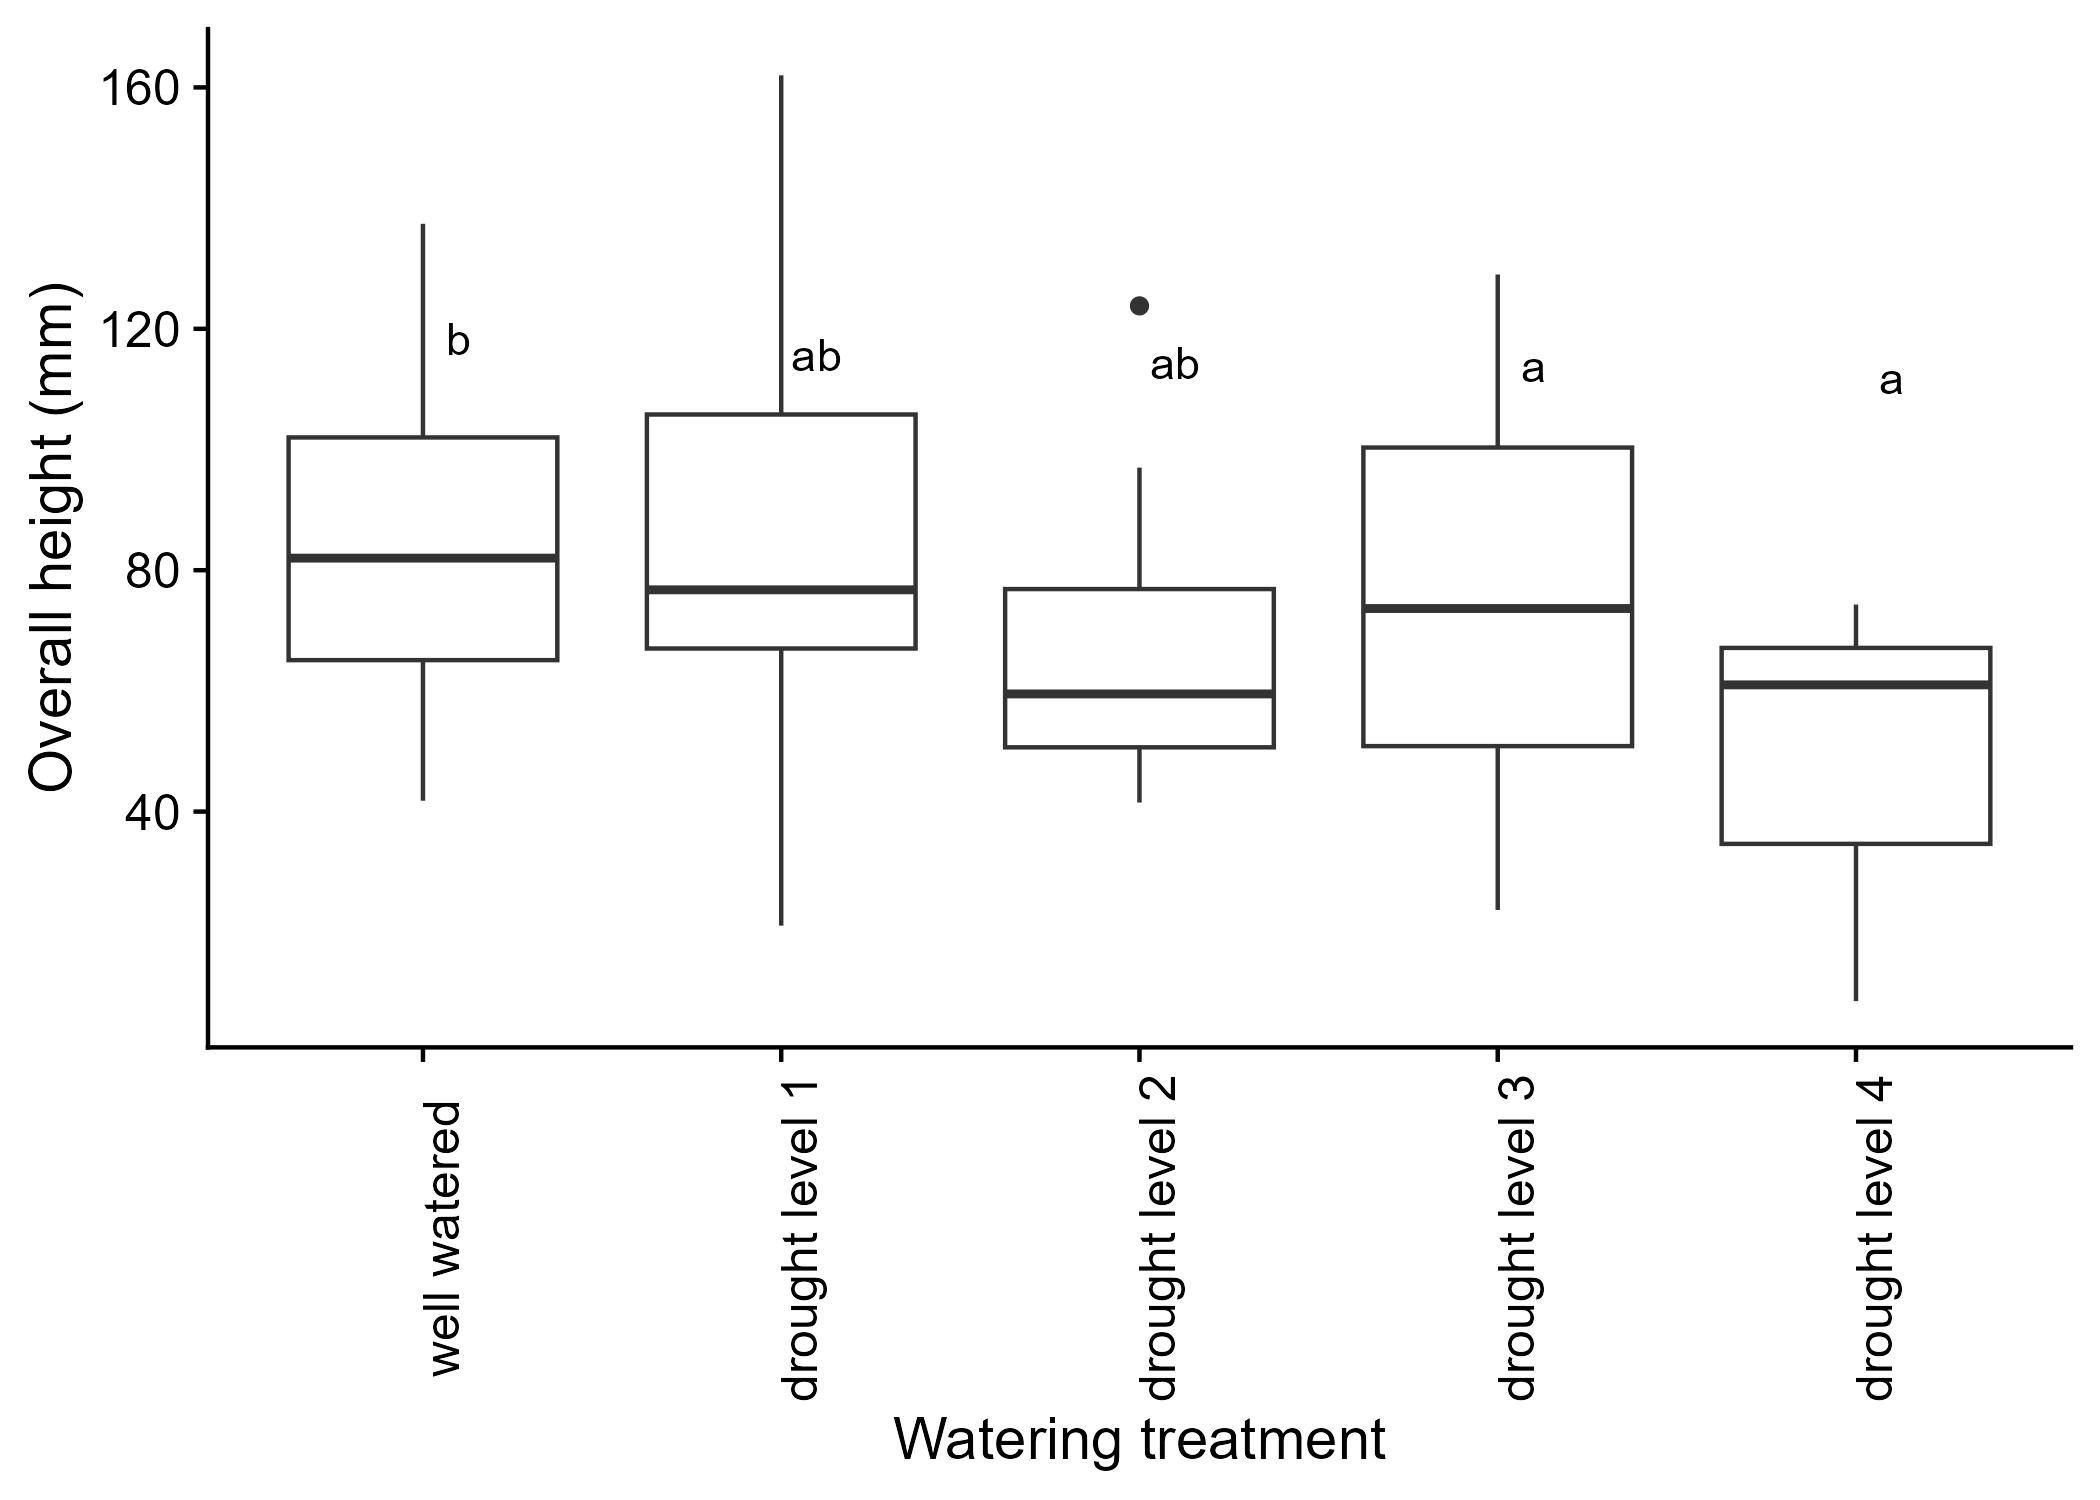 Overall height (mm)
160
120
80
40
b
ab
ab
a
a
well watered
drought level 1
drought level 2
drought level 3
drought level 4
Watering treatment